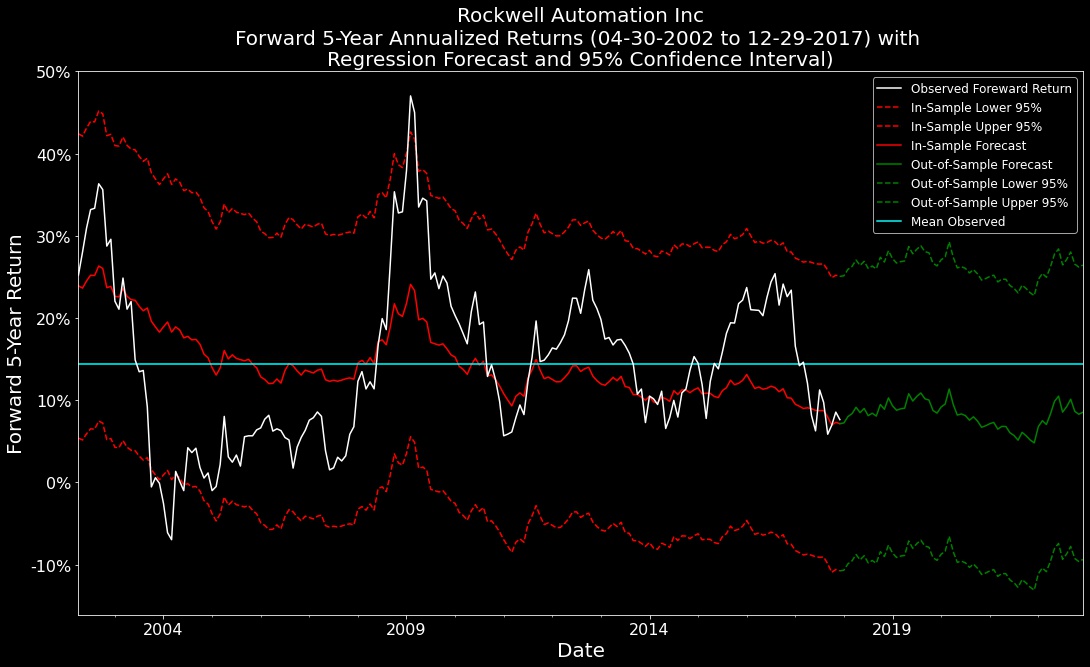 Rockwell Automation Inc
Forward 5-Year Annualized Returns (04-30-2002 to 12-29-2017) with
Regression Forecast and 95% Confidence Interval)
Forward 5-Year Return
50%
40%
30%
20%
10%
0%
-10%
Observed Foreward Return
In-Sample Lower 95%
In-Sample Upper 95%
In-Sample Forecast
Out-of-Sample Forecast
Out-of-Sample Lower 95%
Out-of-Sample Upper 95%
Mean Observed
2004 2009 2014 2019
Date